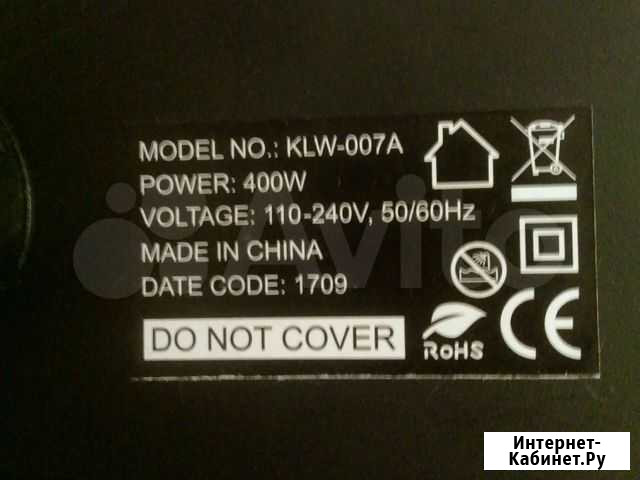 MODEL NO.: KLW-007A
POWER: 400W
VOLTAGE: 110-240V, 50/60Hz
MADE IN CHINA
DATE CODE: 1709
DO NOT COVER
RoHS
CE
Avito
Интернет-
Кабинет.Ру